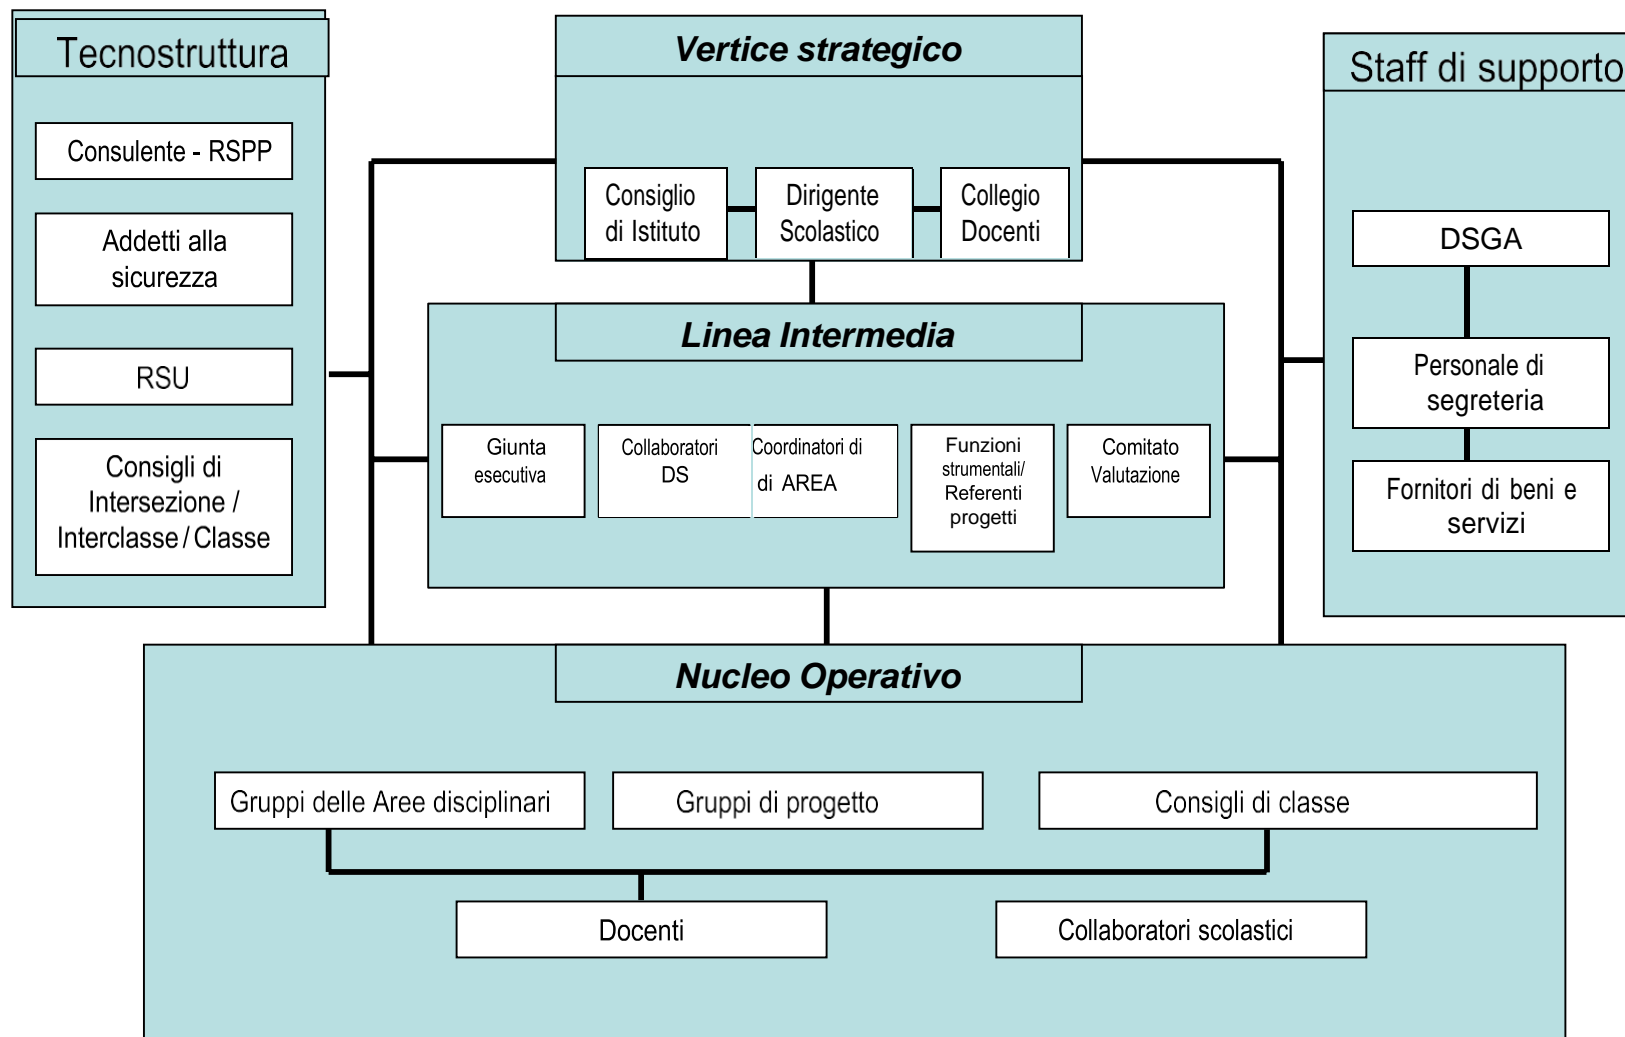 Tecnostruttura
Consulente - RSPP
Addetti alla
sicurezza
RSU
Consigli di
Intersezione /
Interclasse / Classe
Vertice strategico
Consiglio
di Istituto
Dirigente
Scolastico
Collegio
Docenti
Linea Intermedia
Giunta
esecutiva
Collaboratori
DS
Coordinatori di
di AREA
Funzioni
strumentali/
Referenti
progetti
Comitato
Valutazione
Staff di supporto
DSGA
Personale di
segreteria
Fornitori di beni e
servizi
Nucleo Operativo
Gruppi delle Aree disciplinari
Gruppi di progetto
Consigli di classe
Docenti
Collaboratori scolastici